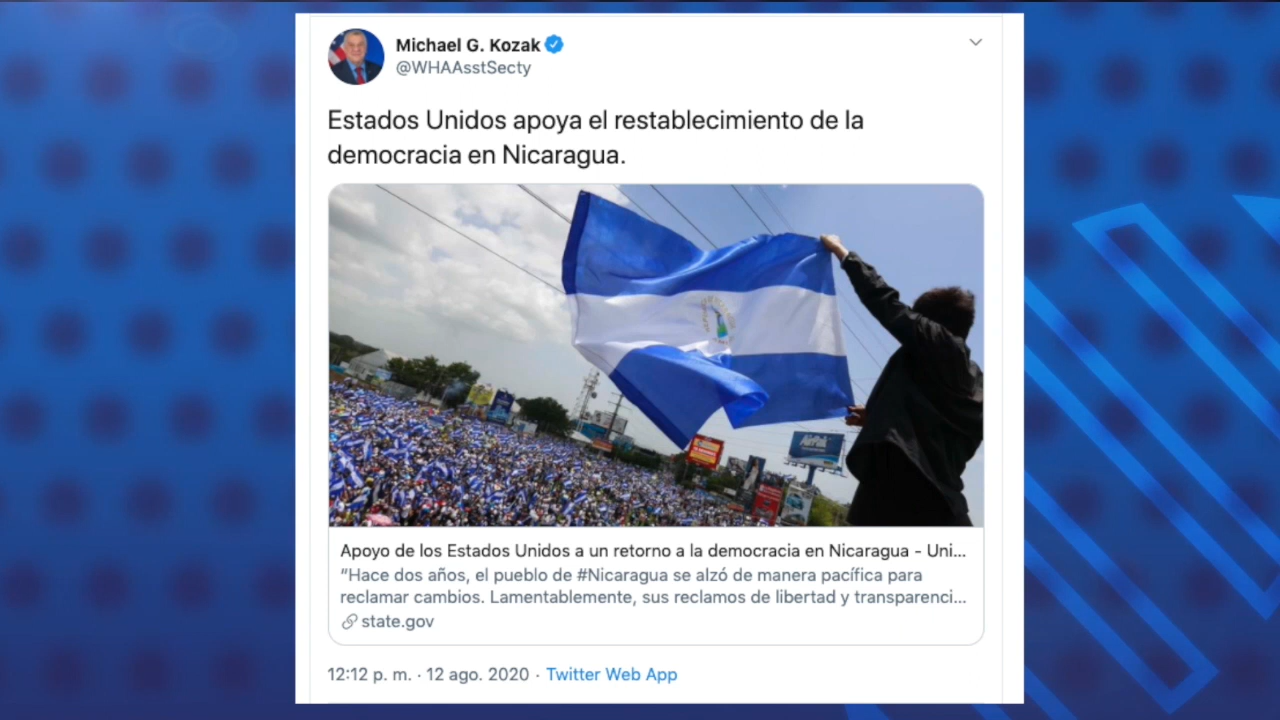 Michael G. Kozak
@WHAAsstSecty
Estados Unidos apoya el restablecimiento de la
democracia en Nicaragua.
AirPak
Apoyo de los Estados Unidos a un retorno a la democracia en Nicaragua - Uni...
“Hace dos años, el pueblo de #Nicaragua se alzó de manera pacífica para
reclamar cambios. Lamentablemente, sus reclamos de libertad y transparenci...
state.gov
12:12 p. m. · 12 ago. 2020 · Twitter Web App